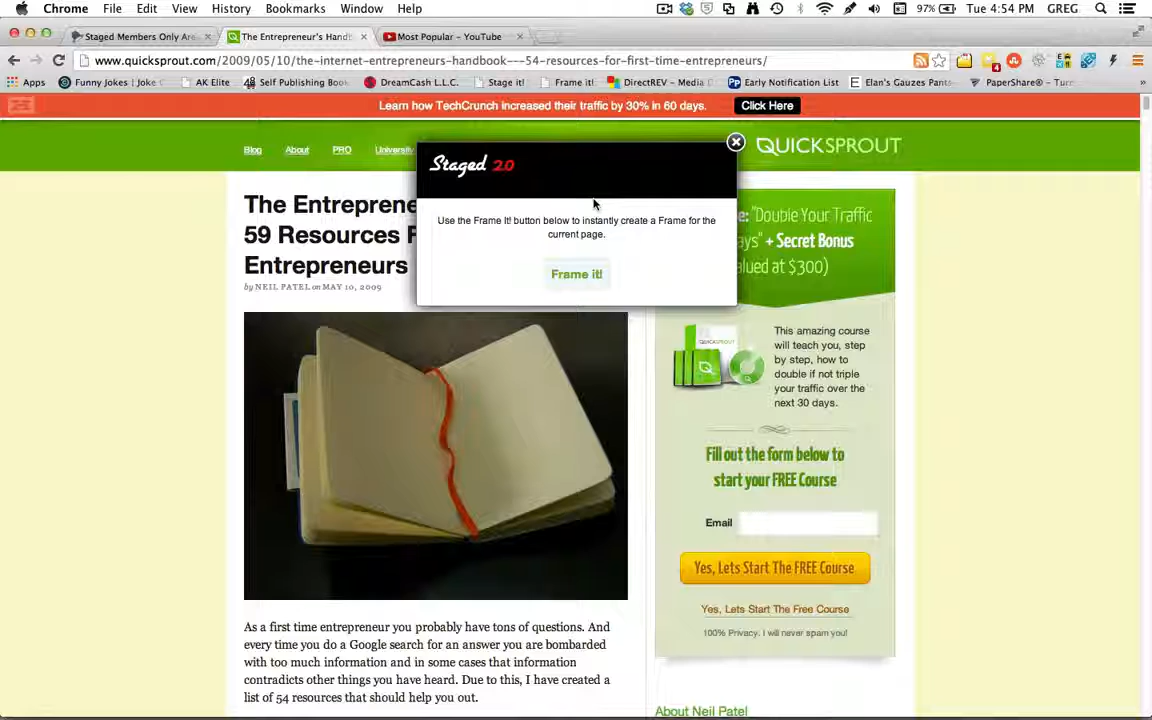 Chrome File Edit View History Bookmarks Window Help 97% Tue 4:54 PM GREG
Staged Members Only Are
The Entrepreneur's Handb
Most Popular - YouTube
www.quicksprout.com/2009/05/10/the-internet-entrepreneurs-handbook---54-resources-for-first-time-entrepreneurs/
Apps Funny Jokes | Joke C AK Elite Self Publishing Book DreamCash L.L.C. Stage it! Frame it! DirectREV - Media D Early Notification List Elan's Gauzes Pants PaperShare® - Turr
Learn how TechCrunch increased their traffic by 30% in 60 days. Click Here
Blog About PRO University
QUICKSPROUT
Staged 2.0
Use the Frame It! button below to instantly create a Frame for the
current page.
Frame it!
The Entreprene
59 Resources F
Entrepreneurs
by NEIL PATEL on MAY 10, 2009
e: "Double Your Traffic
ays" + Secret Bonus
alued at $300)
QUICKSPROUT
This amazing course
will teach you, step
by step, how to
double if not triple
your traffic over the
next 30 days.
Fill out the form below to
start your FREE Course
Email
Yes, Lets Start The FREE Course
Yes, Lets Start The Free Course
100% Privacy. I will never spam you!
As a first time entrepreneur you probably have tons of questions. And
every time you do a Google search for an answer you are bombarded
with too much information and in some cases that information
contradicts other things you have heard. Due to this, I have created a
list of 54 resources that should help you out.
About Neil Patel